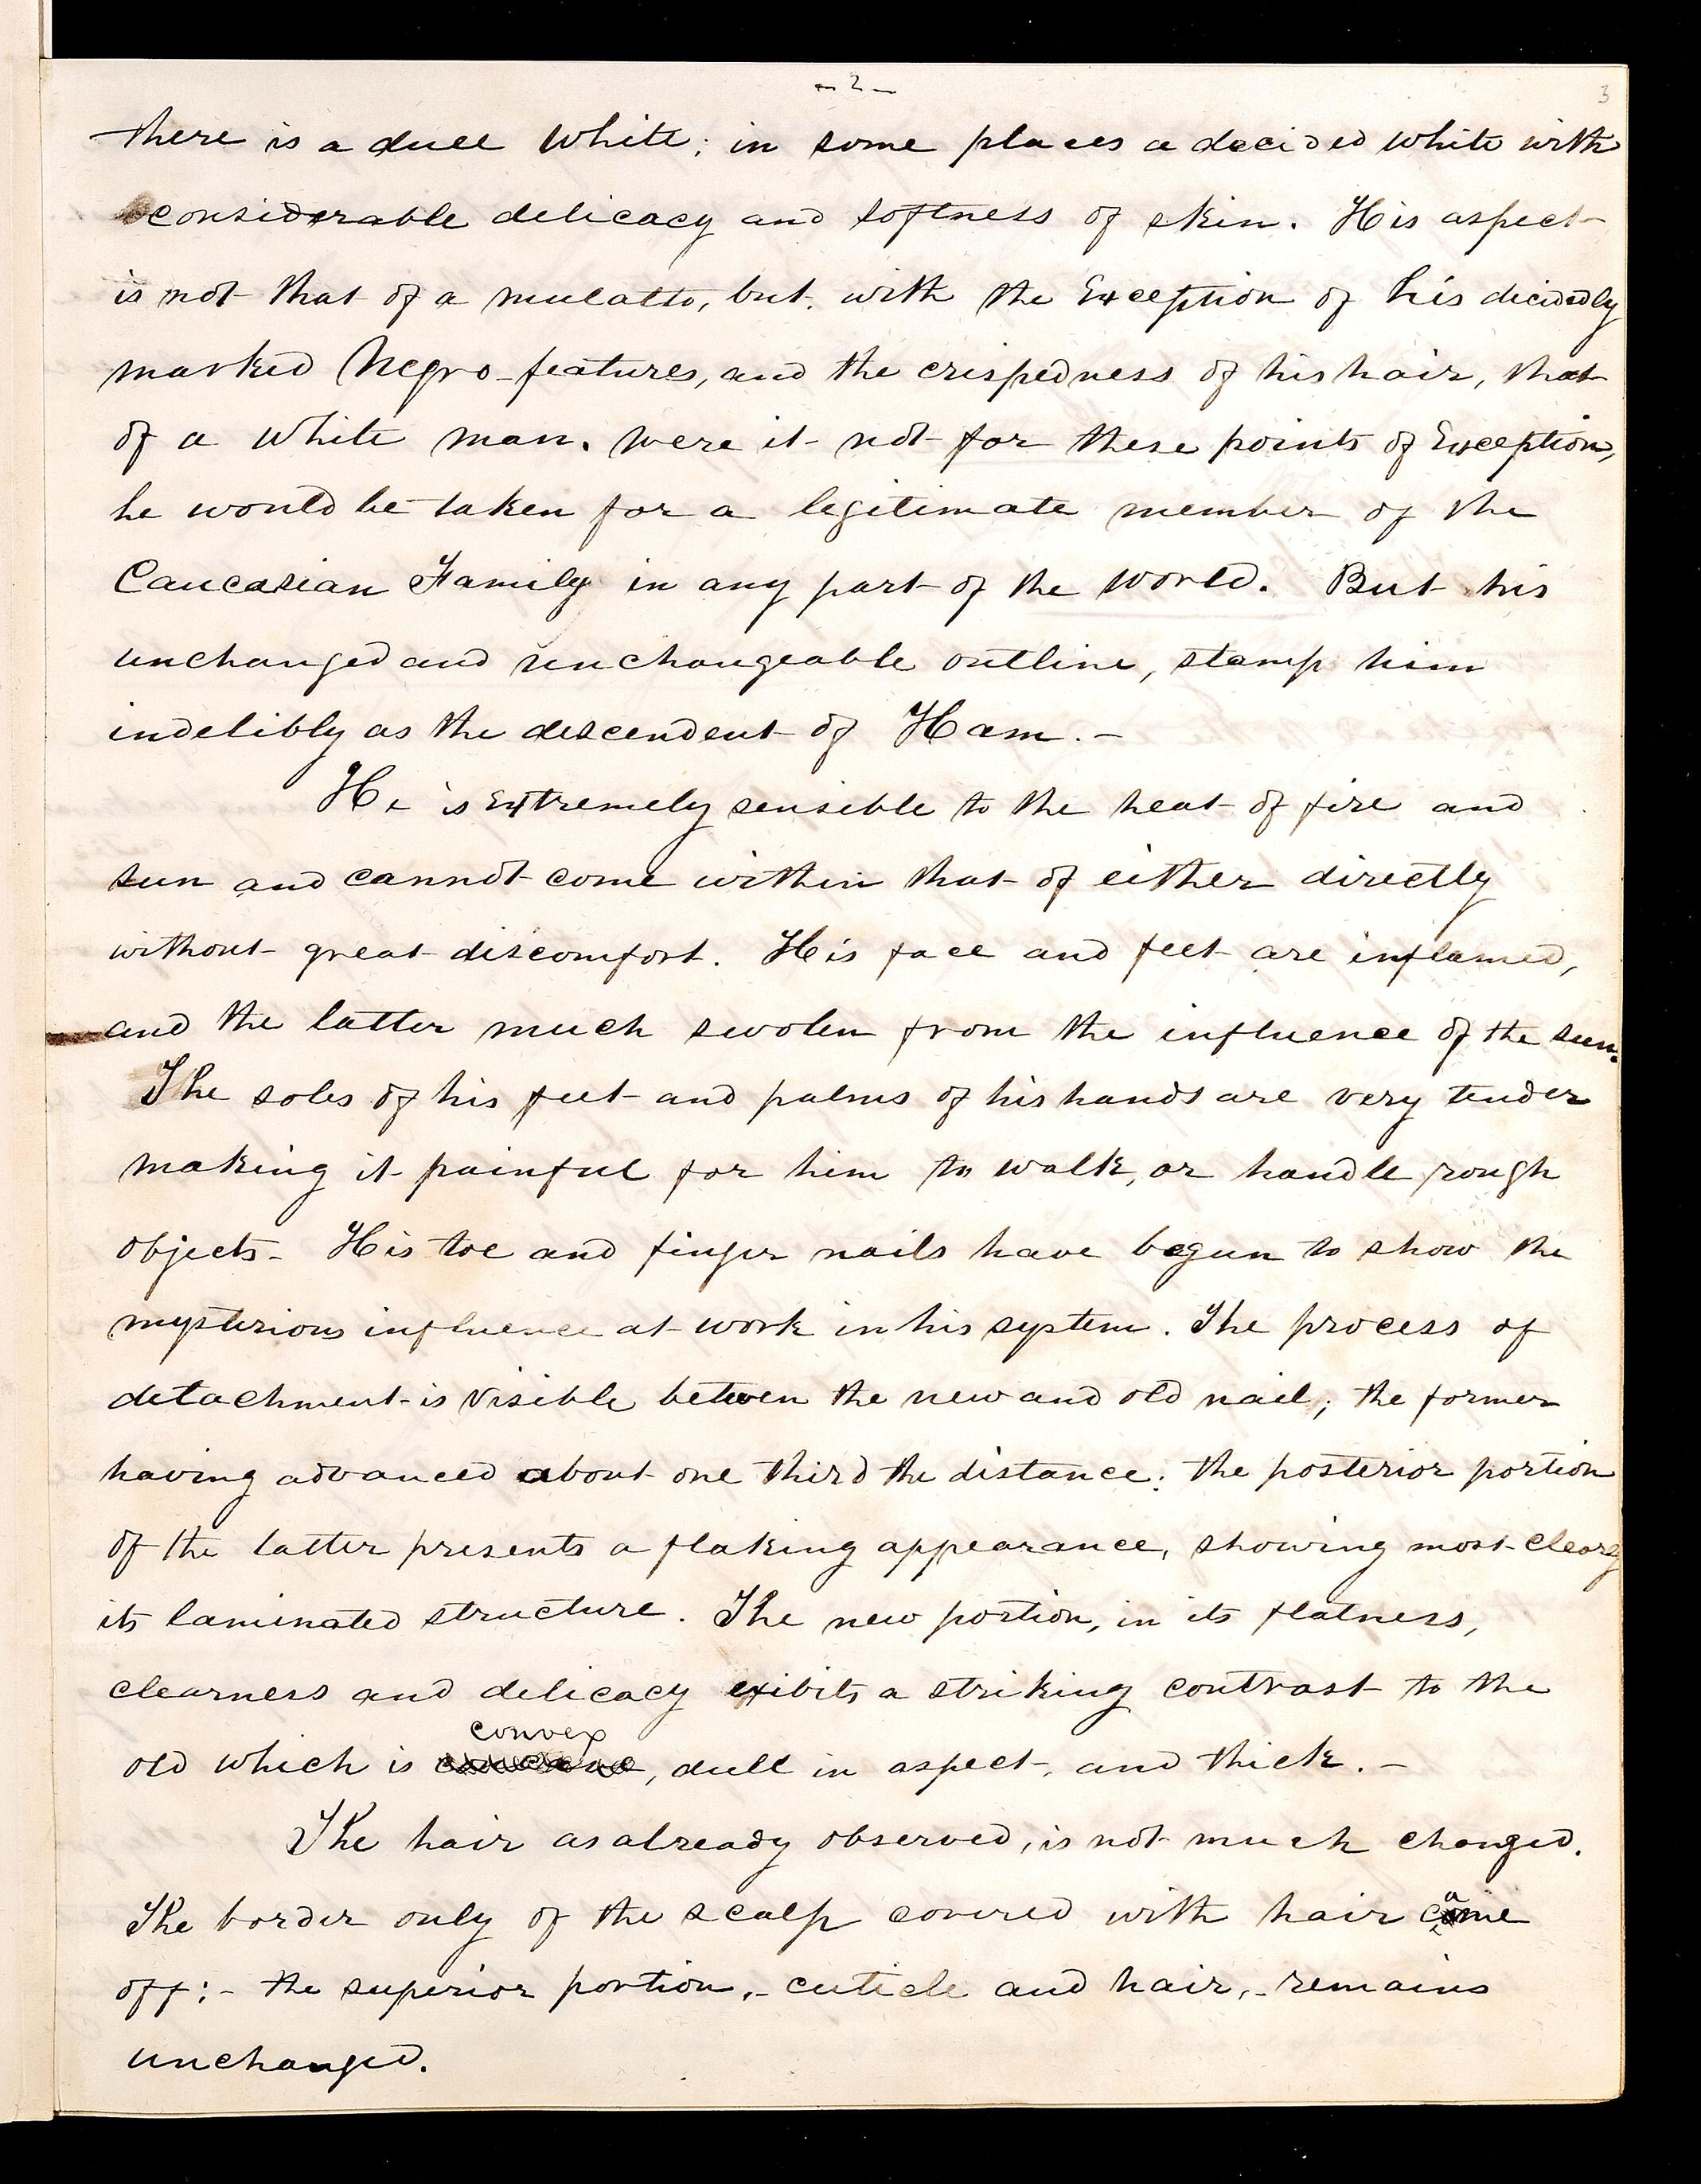 - 2 -
3
there is a dull White; in some places a decided white with
considerable delicacy and softness of skin. His aspect
is not that of a mulatto, but, with the Exception of his decidedly
marked Negro-features, and the crispedness of his hair, that
of a White man. Were it not for these points of Exception,
he would be taken for a legitimate member of the
Caucasian Family in any part of the world. But his
unchanged and unchangeable outline, stamp him
indelibly as the descendent of Ham. -
He is Extremely sensible to the heat of fire and
sun and cannot come within that of either directly
without great discomfort. His face and feet are inflamed,
and the latter much swolen from the influence of the sun.
The soles of his feet and palms of his hands are very tender
making it painful for him to walk, or handle rough
objects - His toe and finger nails have begun to show the
mysterious influence at work in his system. The process of
detachment is visible between the new and old nail; the former
having advanced about one third the distance: the posterior portion
of the latter presents a flaking appearance, showing most clearly
its laminated structure. The new portion, in its flatness,
clearness and delicacy exibits a striking contrast to the
convex
old which is , dull in aspect, and thick. -
The hair as already observed, is not much changed.
The border only of the scalp covered with hair came
off: - the superior portion, - cuticle and hair, - remains
unchanged.